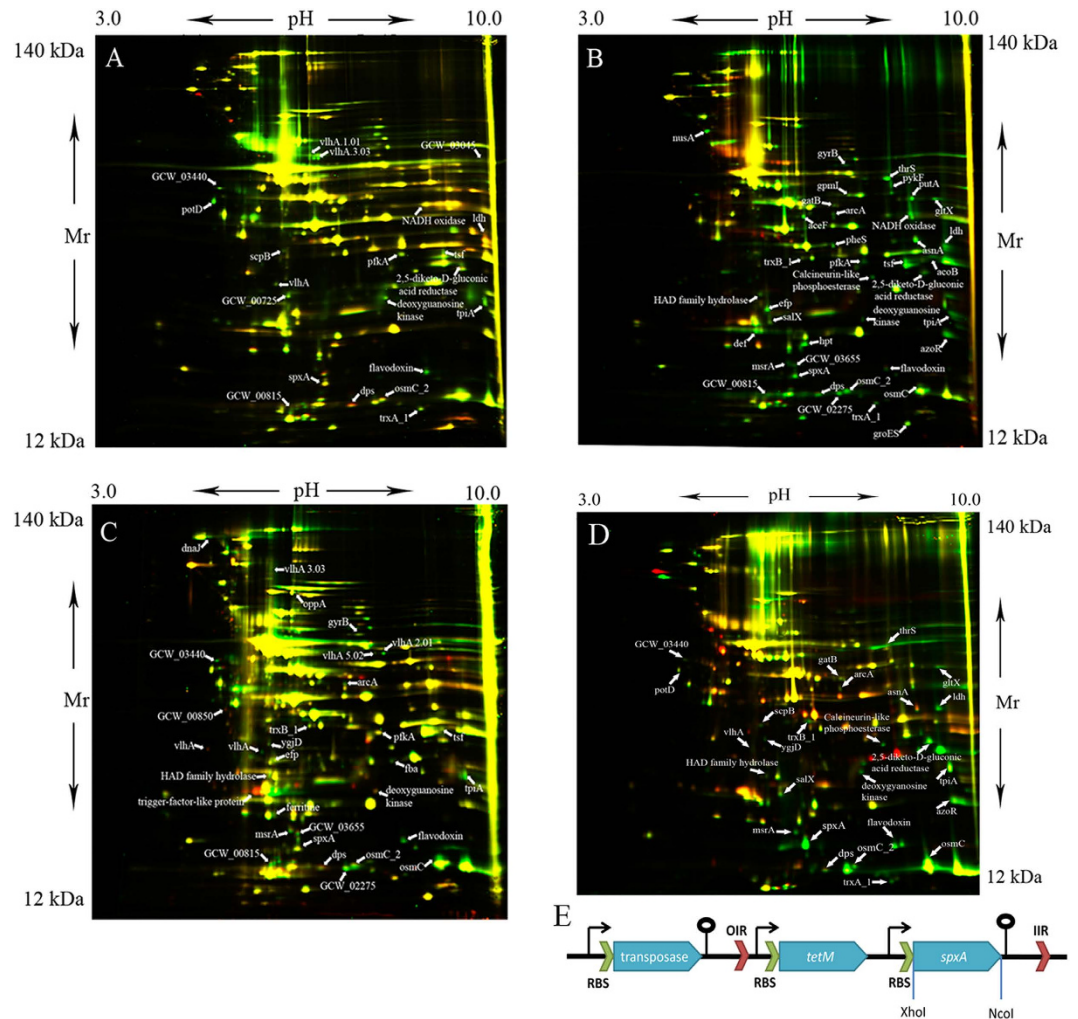 3.0
pH
10.0
140 kDa
A
vlhA.1.01
vlhA.3.03
GCW_03045
GCW_03440
potD
NADH oxidase
ldh
Mr
scpB
pfkA
tsf
vlhA
2,5-diketo-D-gluconic
acid reductase
GCW_00725
deoxyguanosine
kinase
tpiA
flavodoxin
spxA
dps
osmC_2
GCW_00815
trxA_1
12 kDa
3.0
pH
10.0
140 kDa
B
nusA
gyrB
thrS
pykF
putA
gpmI
gatB
arcA
aceF
NADH oxidase
gltX
ldh
pheS
asnA
Mr
trxB_1
pfkA
tsf
acoB
Calcineurin-like
phosphoesterase
2,5-diketo-D-gluconic
acid reductase
HAD family hydrolase
efp
salX
deoxyguanosine
kinase
tpiA
def
hpt
azoR
msrA
GCW_03655
spxA
flavodoxin
GCW_00815
dps
osmC_2
osmC
GCW_02275
trxA_1
groES
12 kDa
3.0
pH
10.0
140 kDa
C
dnaJ
vlhA 3.03
oppA
gyrB
vlhA 2.01
GCW_03440
vlhA 5.02
arcA
Mr
GCW_00850
trxB_1
vlhA
vlhA
ygjD
efp
pfkA
tsf
HAD family hydrolase
fba
tpiA
trigger-factor-like protein
deoxyguanosine
kinase
ferritine
msrA
GCW_03655
spxA
flavodoxin
GCW_00815
dps
osmC_2
osmC
GCW_02275
12 kDa
3.0
pH
10.0
140 kDa
D
thrS
GCW_03440
potD
gatB
arcA
gltX
asnA
ldh
scpB
Mr
trxB_1
Calcineurin-like
phosphoesterase
vlhA
ygjD
HAD family hydrolase
2,5-diketo-D-gluconic
acid reductase
tpiA
salX
deoxygyanosine
kinase
azoR
msrA
spxA
flavodoxin
dps
osmC_2
osmC
trxA_1
12 kDa
E
OIR
IIR
transposase
tetM
spxA
RBS
RBS
RBS
XhoI
NcoI